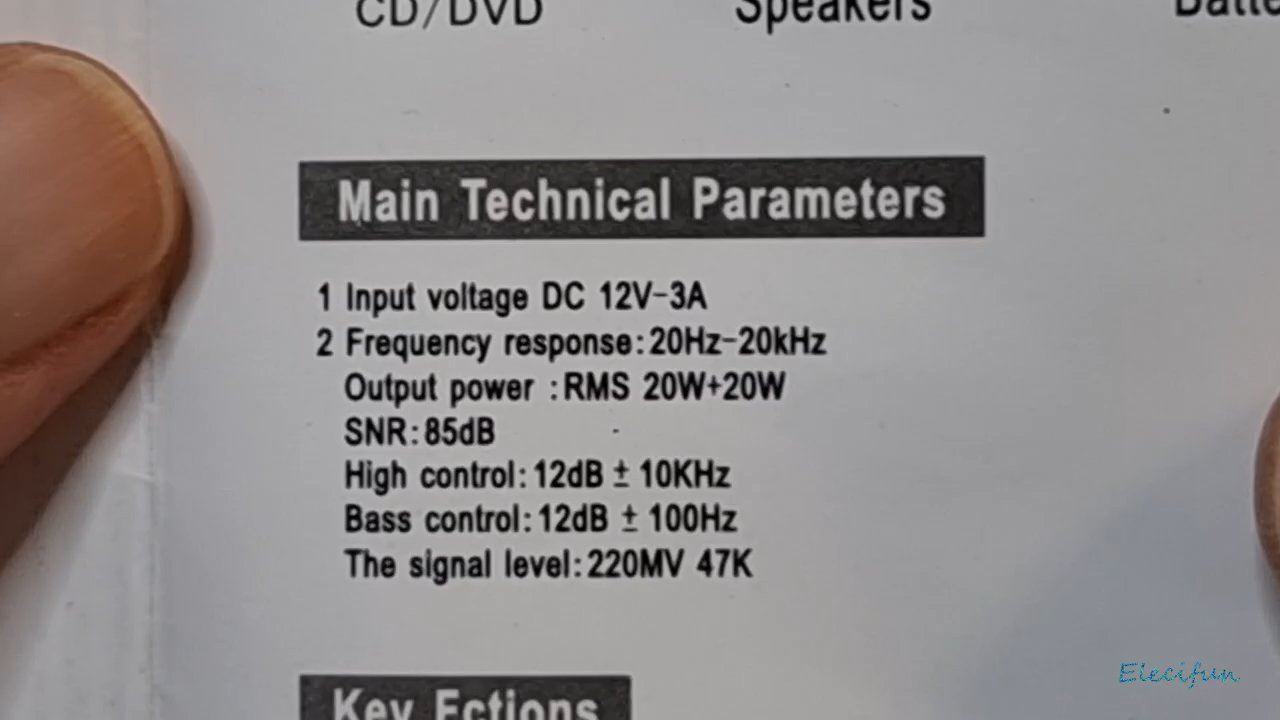 CD/DVD Speakers
Main Technical Parameters
1 Input voltage DC 12V-3A
2 Frequency response:20Hz-20kHz
Output power :RMS 20W+20W
SNR:85dB
High control:12dB ± 10KHz
Bass control:12dB ± 100Hz
The signal level:220MV 47K
Key Fctions
Elecifun